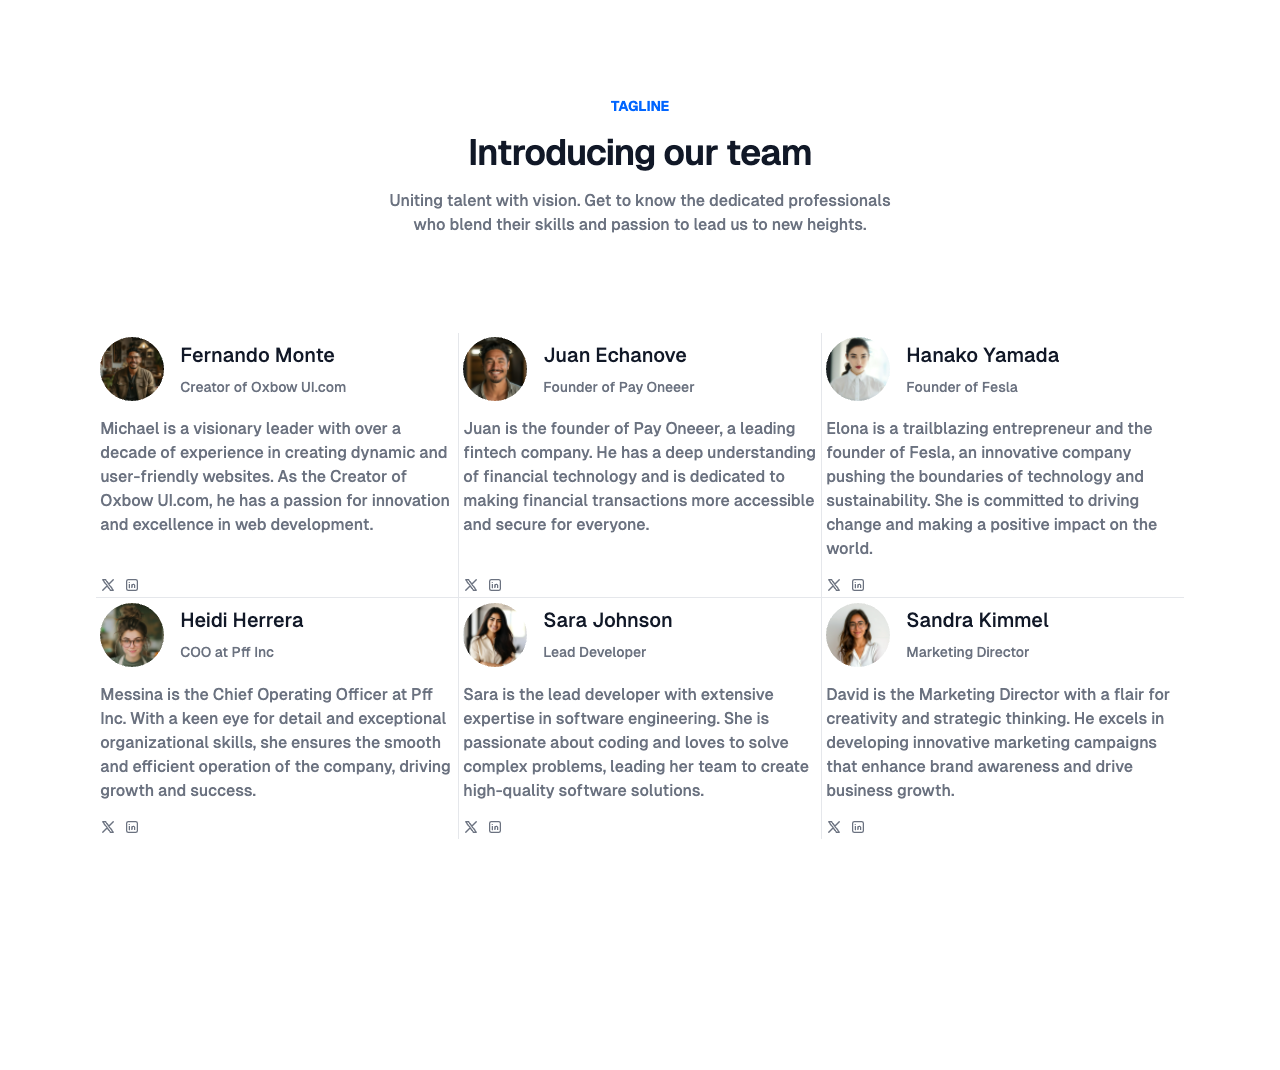 TAGLINE
Introducing our team
Uniting talent with vision. Get to know the dedicated professionals
who blend their skills and passion to lead us to new heights.
Fernando Monte
Creator of Oxbow UI.com
Michael is a visionary leader with over a
decade of experience in creating dynamic and
user-friendly websites. As the Creator of
Oxbow UI.com, he has a passion for innovation
and excellence in web development.
Juan Echanove
Founder of Pay Oneeer
Juan is the founder of Pay Oneeer, a leading
fintech company. He has a deep understanding
of financial technology and is dedicated to
making financial transactions more accessible
and secure for everyone.
Hanako Yamada
Founder of Fesla
Elona is a trailblazing entrepreneur and the
founder of Fesla, an innovative company
pushing the boundaries of technology and
sustainability. She is committed to driving
change and making a positive impact on the
world.
Heidi Herrera
COO at Pff Inc
Messina is the Chief Operating Officer at Pff
Inc. With a keen eye for detail and exceptional
organizational skills, she ensures the smooth
and efficient operation of the company, driving
growth and success.
Sara Johnson
Lead Developer
Sara is the lead developer with extensive
expertise in software engineering. She is
passionate about coding and loves to solve
complex problems, leading her team to create
high-quality software solutions.
Sandra Kimmel
Marketing Director
David is the Marketing Director with a flair for
creativity and strategic thinking. He excels in
developing innovative marketing campaigns
that enhance brand awareness and drive
business growth.